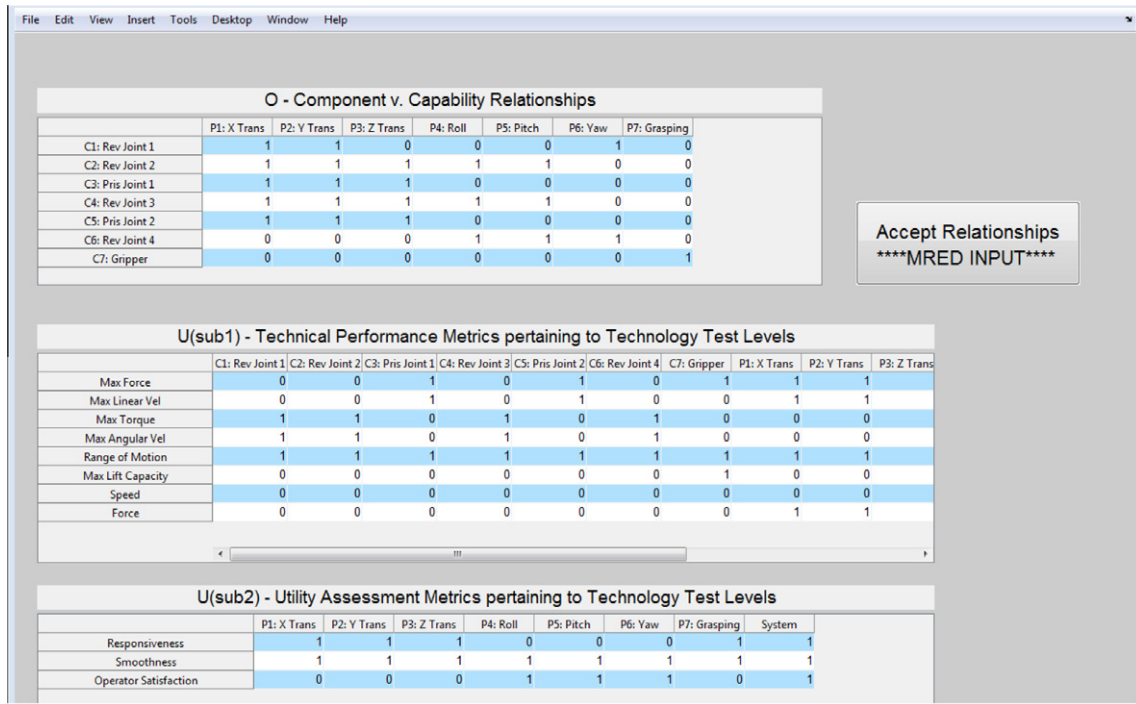 File Edit View Insert Tools Desktop Window Help
O - Component v. Capability Relationships
P1: X Trans P2: Y Trans P3: Z Trans P4: Roll P5: Pitch P6: Yaw P7: Grasping
C1: Rev Joint 1 1 1 0 0 0 1 0
C2: Rev Joint 2 1 1 1 1 1 0 0
C3: Pris Joint 1 1 1 1 0 0 0 0
C4: Rev Joint 3 1 1 1 1 1 0 0
C5: Pris Joint 2 1 1 1 0 0 0 0
C6: Rev Joint 4 0 0 0 1 1 1 0
C7: Gripper 0 0 0 0 0 0 1
Accept Relationships
****MRED INPUT****
U(sub1) - Technical Performance Metrics pertaining to Technology Test Levels
C1: Rev Joint 1 C2: Rev Joint 2 C3: Pris Joint 1 C4: Rev Joint 3 C5: Pris Joint 2 C6: Rev Joint 4 C7: Gripper P1: X Trans P2: Y Trans P3: Z Trans
Max Force 0 0 1 0 1 0 1 1 1
Max Linear Vel 0 0 1 0 1 0 0 1 1
Max Torque 1 1 0 1 0 1 0 0 0
Max Angular Vel 1 1 0 1 0 1 0 0 0
Range of Motion 1 1 1 1 1 1 1 1 1
Max Lift Capacity 0 0 0 0 0 0 1 0 0
Speed 0 0 0 0 0 0 0 0 0
Force 0 0 0 0 0 0 0 1 1
U(sub2) - Utility Assessment Metrics pertaining to Technology Test Levels
P1: X Trans P2: Y Trans P3: Z Trans P4: Roll P5: Pitch P6: Yaw P7: Grasping System
Responsiveness 1 1 1 0 0 0 1 1
Smoothness 1 1 1 1 1 1 1 1
Operator Satisfaction 0 0 0 1 1 1 0 1